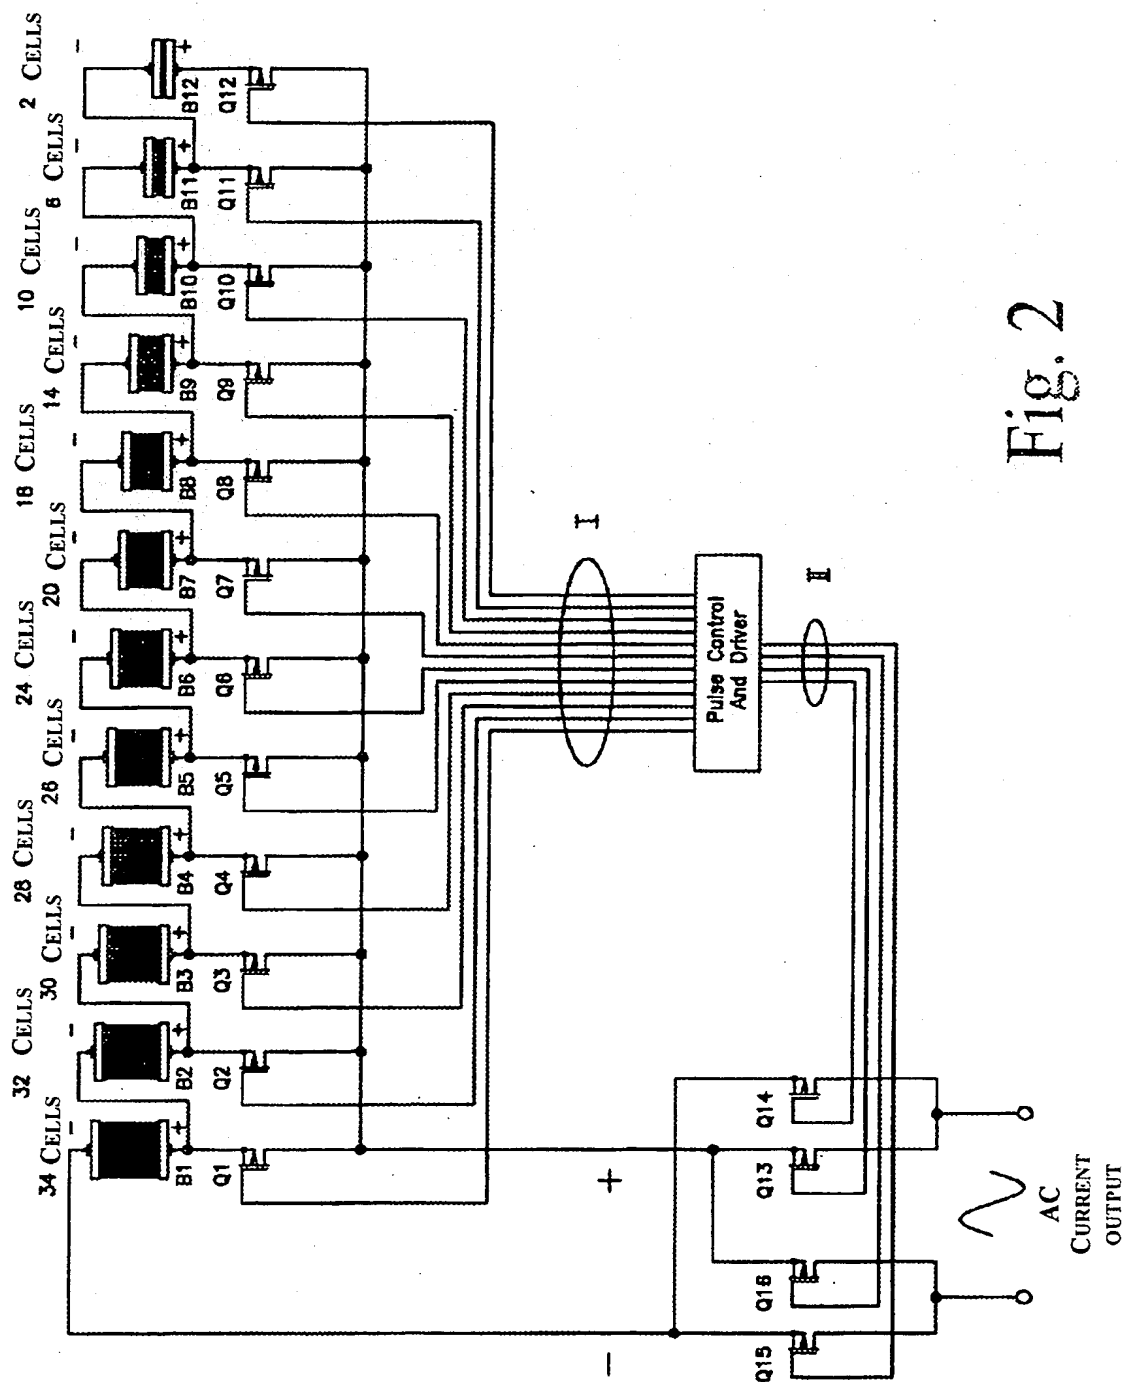 34 CELLS
32 CELLS
30 CELLS
28 CELLS
26 CELLS
24 CELLS
20 CELLS
18 CELLS
14 CELLS
10 CELLS
6 CELLS
2 CELLS
− − − − − − − − − − − −
+ + + + + + + + + + + +
B1 B2 B3 B4 B5 B6 B7 B8 B9 B10 B11 B12
Q1 Q2 Q3 Q4 Q5 Q6 Q7 Q8 Q9 Q10 Q11 Q12
− +
I
Pulse Control
And Driver
II
Q15 Q16 Q13 Q14
AC
CURRENT
OUTPUT
Fig. 2